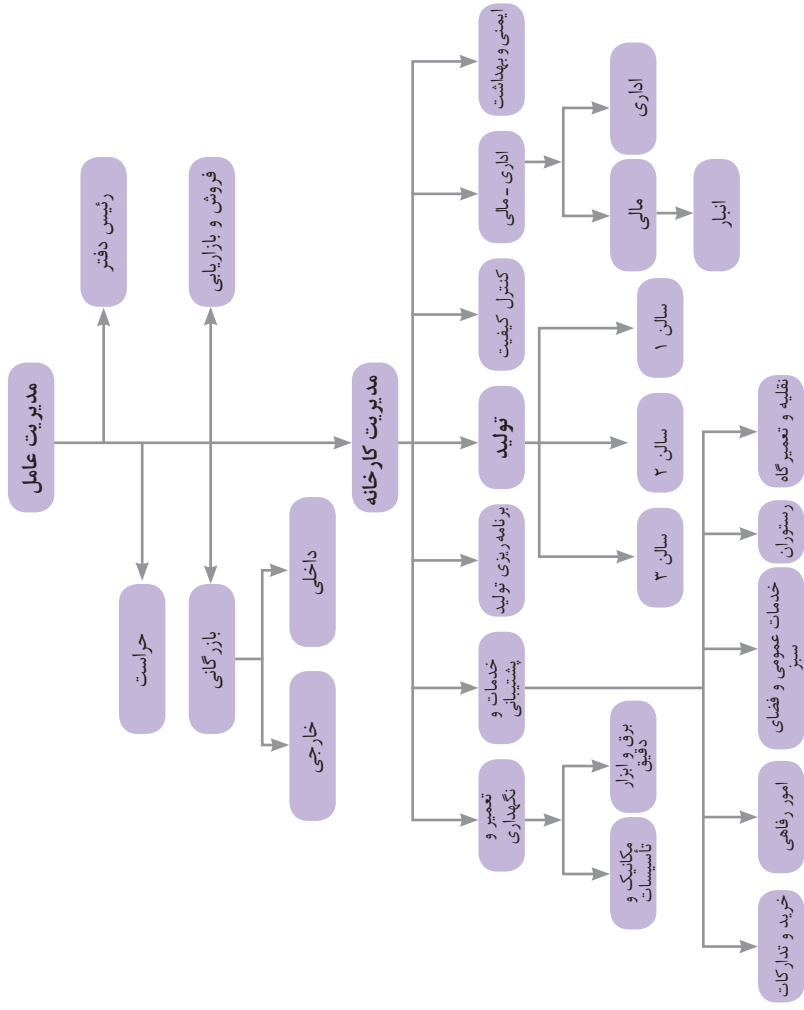 مدیریت عامل
رئیس دفتر
حراست
فروش و بازاریابی
بازرگانی
داخلی
خارجی
مدیریت کارخانه
ایمنی و بهداشت
اداری - مالی
کنترل کیفیت
تولید
برنامه‌ریزی تولید
خدمات و
پشتیبانی
تعمیر و
نگهداری
اداری
مالی
انبار
سالن ۱
سالن ۲
سالن ۳
برق و ابزار
دقیق
مکانیک و
تأسیسات
نقلیه و تعمیرگاه
رستوران
خدمات عمومی و فضای
سبز
امور رفاهی
خرید و تدارکات